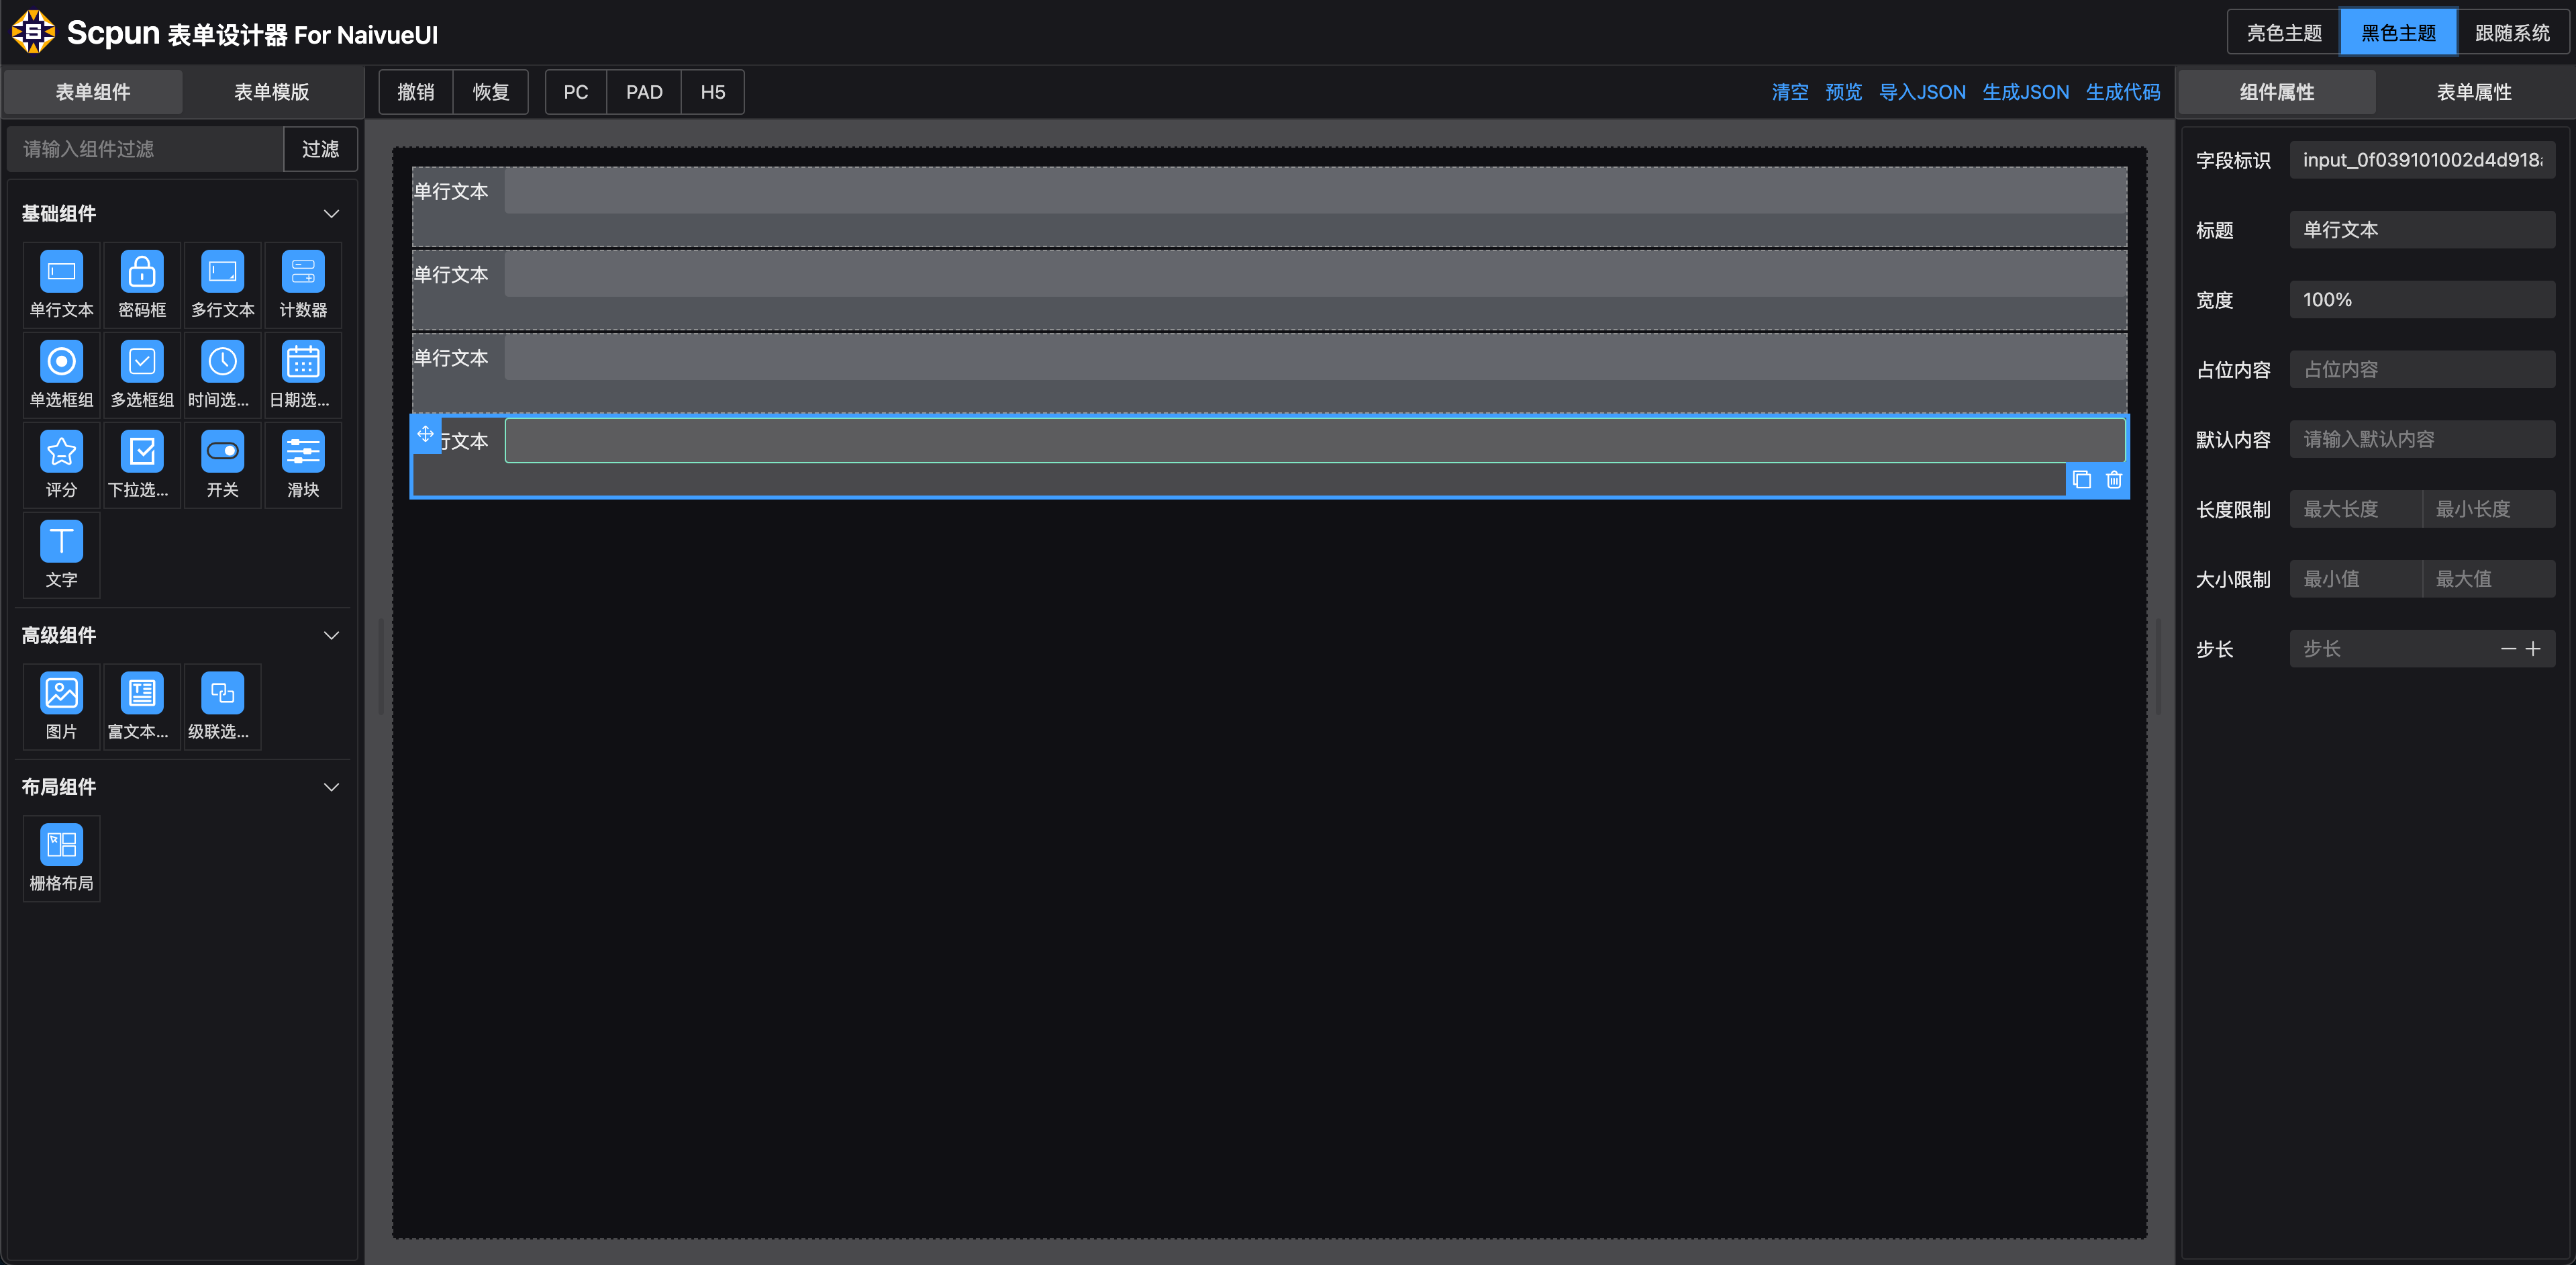 Scpun 表单设计器 For NaivueUI
亮色主题 黑色主题 跟随系统
表单组件 表单模版
撤销 恢复 PC PAD H5
清空 预览 导入JSON 生成JSON 生成代码
组件属性 表单属性
请输入组件过滤 过滤
基础组件
单行文本 密码框 多行文本 计数器
单选框组 多选框组 时间选... 日期选...
评分 下拉选... 开关 滑块
文字
高级组件
图片 富文本... 级联选...
布局组件
栅格布局
单行文本
单行文本
单行文本
行文本
字段标识 input_0f039101002d4d918
标题 单行文本
宽度 100%
占位内容 占位内容
默认内容 请输入默认内容
长度限制 最大长度 最小长度
大小限制 最小值 最大值
步长 步长